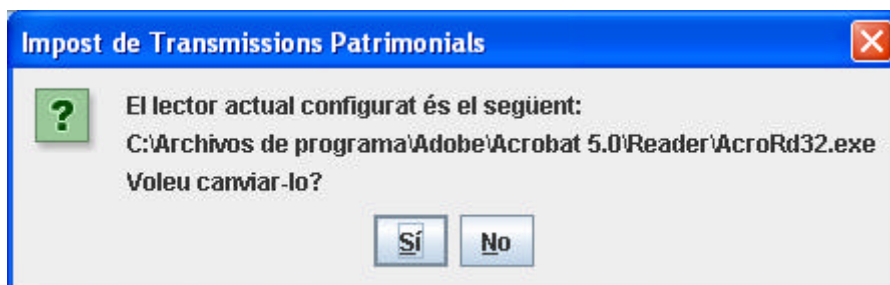 Impost de Transmissions Patrimonials
?
El lector actual configurat és el següent:
C:\Archivos de programa\Adobe\Acrobat 5.0\Reader\AcroRd32.exe
Voleu canviar-lo?
Sí No